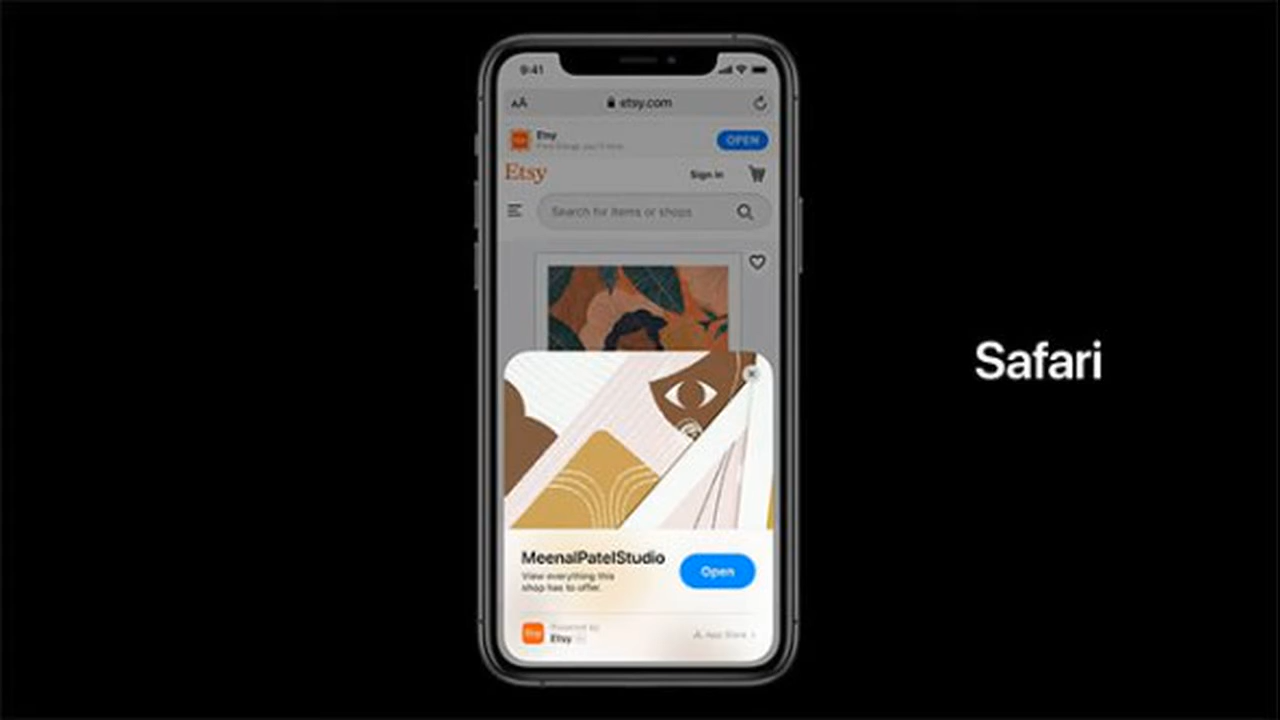 9:41
AA
etsy.com
Etsy
OPEN
Etsy
Sign in
Search for items or shops
Safari
MeenalPatelStudio
View everything this
shop has to offer.
Open
Powered by
Etsy
App Store